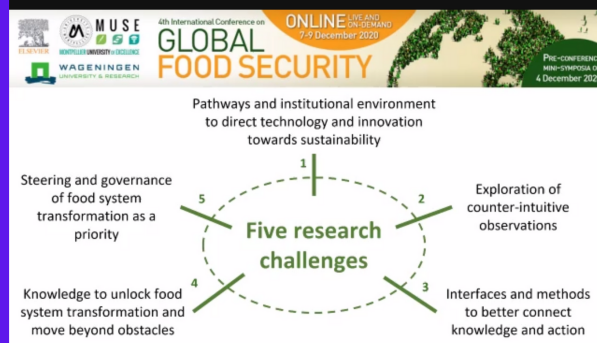 ELSEVIER
MUSE
MONTPELLIER UNIVERSITY OF EXCELLENCE
WAGENINGEN
UNIVERSITY & RESEARCH
4th International Conference on
GLOBAL
FOOD SECURITY
ONLINE LIVE AND
ON-DEMAND
7-9 December 2020
PRE-CONFERENC
MINI-SYMPOSIA O
4 December 202
Pathways and institutional environment
to direct technology and innovation
towards sustainability
1
Steering and governance
of food system
transformation as a
priority
5
2
Exploration of
counter-intuitive
observations
Five research
challenges
4
3
Knowledge to unlock food
system transformation and
move beyond obstacles
Interfaces and methods
to better connect
knowledge and action